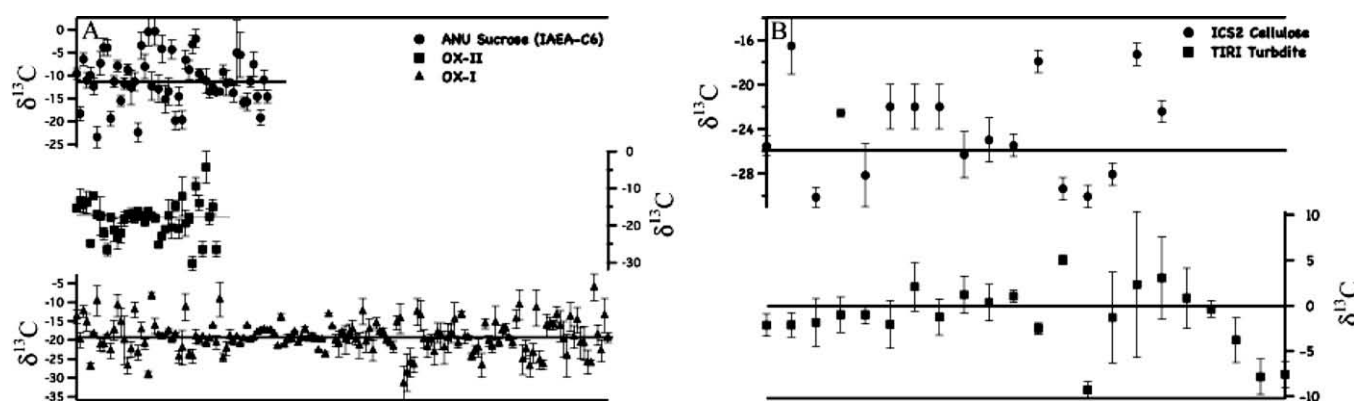 A
ANU Sucrose (IAEA-C6)
OX-II
OX-I
δ13C
0
-5
-10
-15
-20
-25
0
-10
-20
-30
δ13C
-5
-10
-15
-20
-25
-30
-35
δ13C
B
ICS2 Cellulose
TIRI Turbdite
δ13C
-16
-20
-24
-28
10
5
0
-5
-10
δ13C